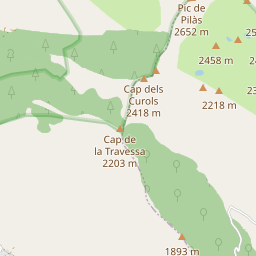 Pic de
Pilàs
2652 m
2458 m
Cap dels
Curols
2418 m
2218 m
Cap de
la Travessa
2203 m
1893 m